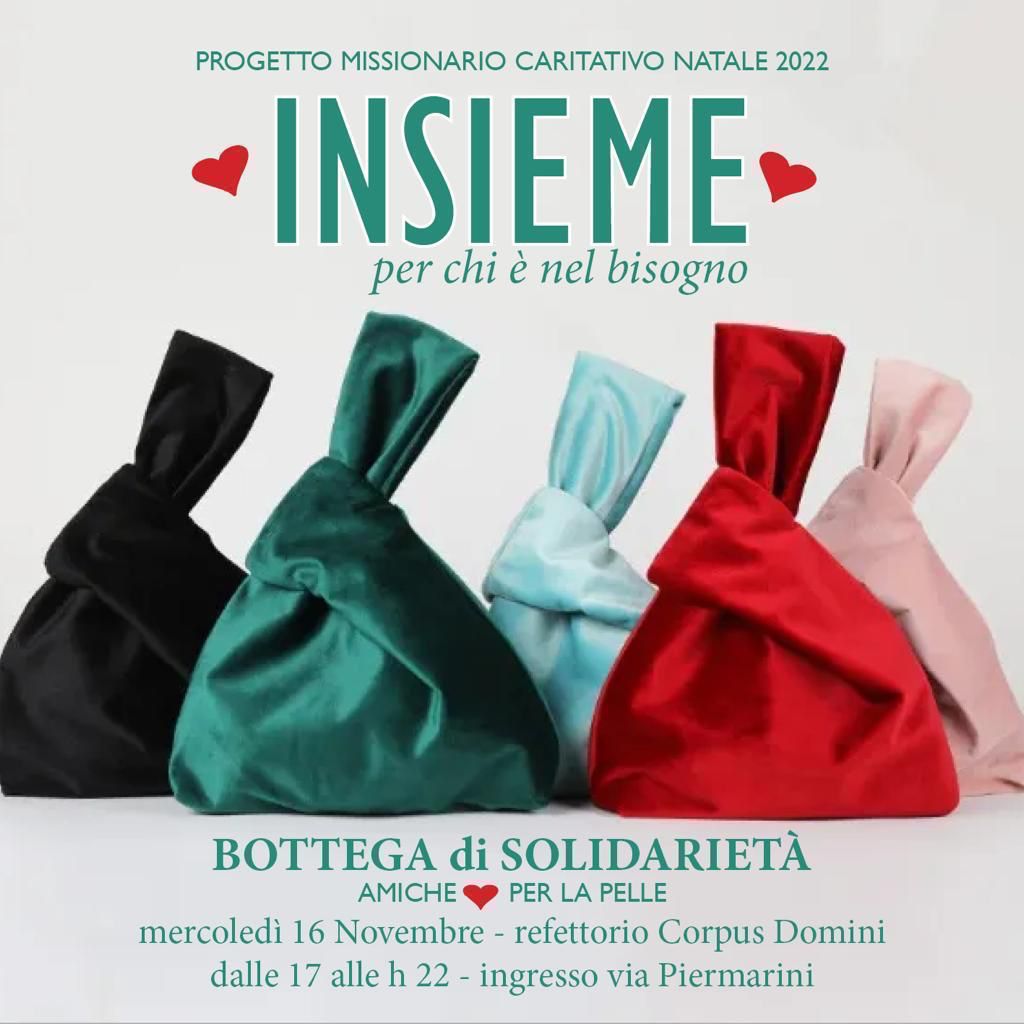 PROGETTO MISSIONARIO CARITATIVO NATALE 2022
INSIEME
per chi è nel bisogno
BOTTEGA di SOLIDARIETÀ
AMICHE PER LA PELLE
mercoledì 16 Novembre - refettorio Corpus Domini
dalle 17 alle h 22 - ingresso via Piermarini